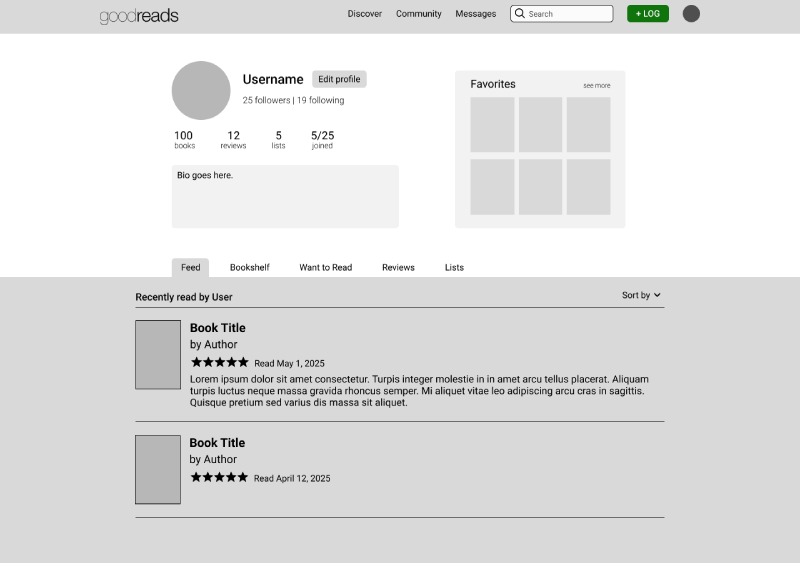 goodreads
Discover Community Messages Search + LOG
Username Edit profile
25 followers | 19 following
100 12 5 5/25
books reviews lists joined
Bio goes here.
Favorites see more
Feed Bookshelf Want to Read Reviews Lists
Recently read by User Sort by
Book Title
by Author
Read May 1, 2025
Lorem ipsum dolor sit amet consectetur. Turpis integer molestie in in amet arcu tellus placerat. Aliquam
turpis luctus neque massa gravida rhoncus semper. Mi aliquet vitae leo adipiscing arcu cras in sagittis.
Quisque pretium sed varius dis massa sit aliquet.
Book Title
by Author
Read April 12, 2025